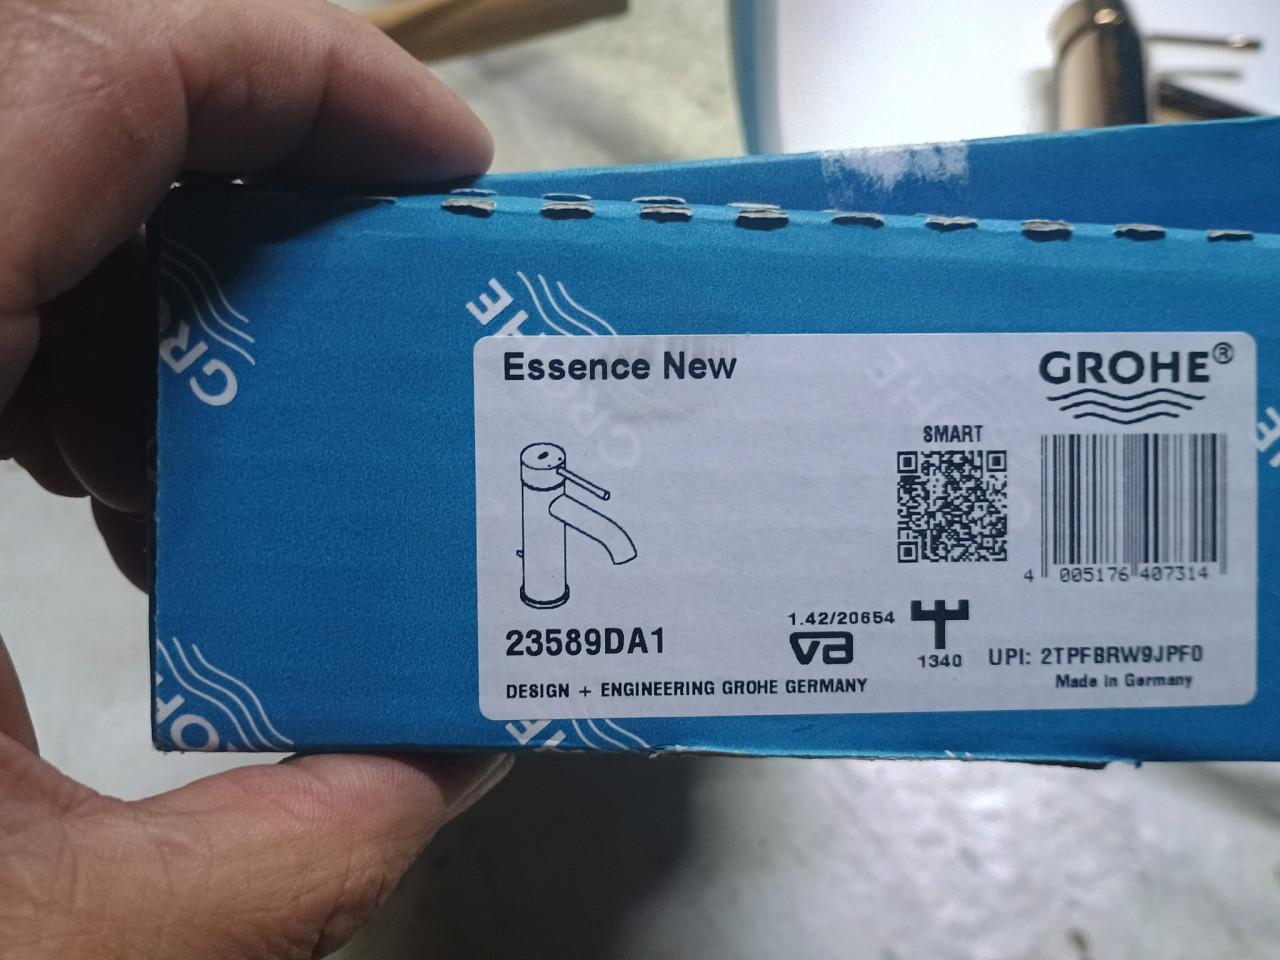 GROHE
Essence New
GROHE®
SMART
4 005176 407314
23589DA1
1.42/20654
va
1340
UPI: 2TPFBRW9JPF0
Made in Germany
DESIGN + ENGINEERING GROHE GERMANY